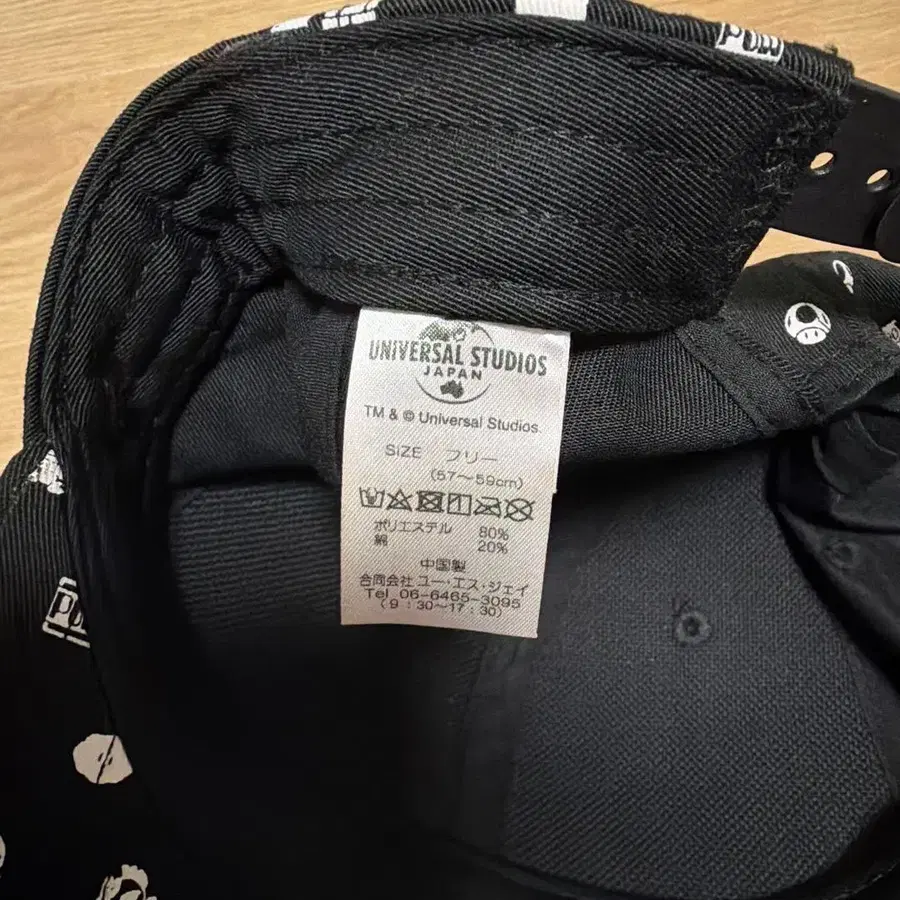 POW
UNIVERSAL STUDIOS
JAPAN
TM & © Universal Studios.
SIZE フリー
(57~59cm)
ポリエステル 80%
綿 20%
中国製
合同会社 ユー・エス・ジェイ
Tel 06-6465-3095
(9:30~17:30)